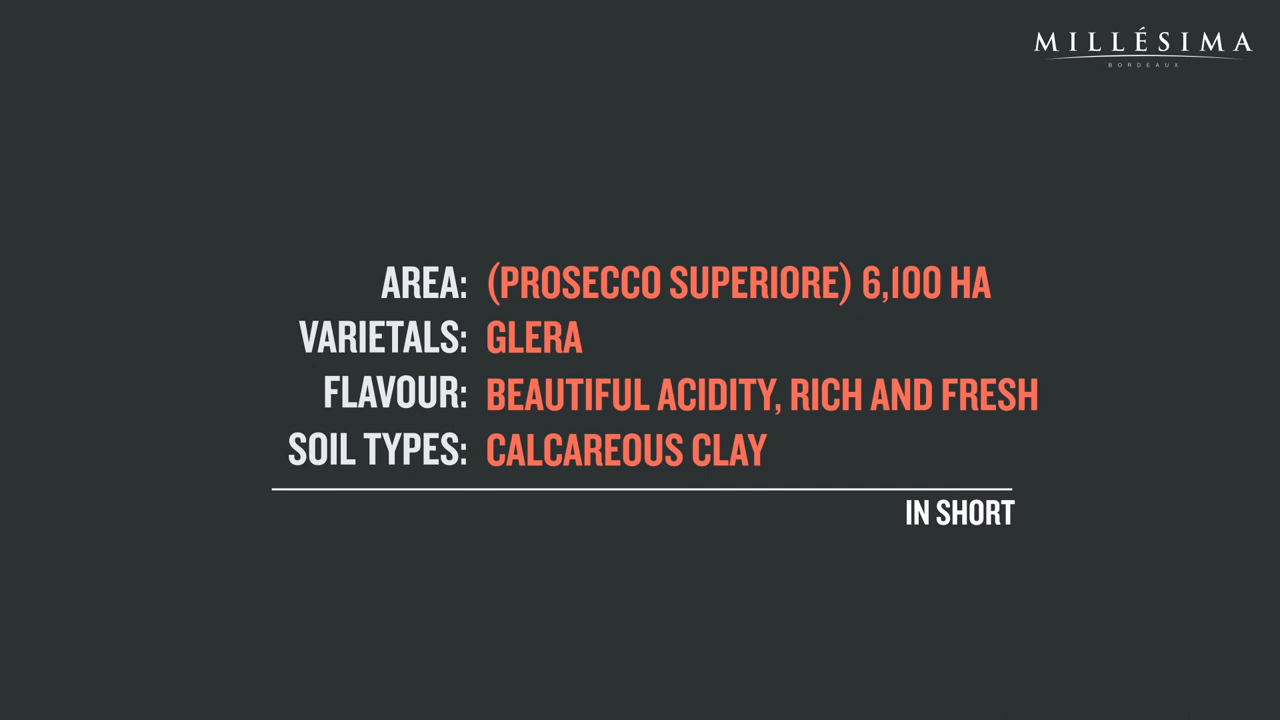 MILLÉSIMA
BORDEAUX
AREA: (PROSECCO SUPERIORE) 6,100 HA
VARIETALS: GLERA
FLAVOUR: BEAUTIFUL ACIDITY, RICH AND FRESH
SOIL TYPES: CALCAREOUS CLAY
IN SHORT